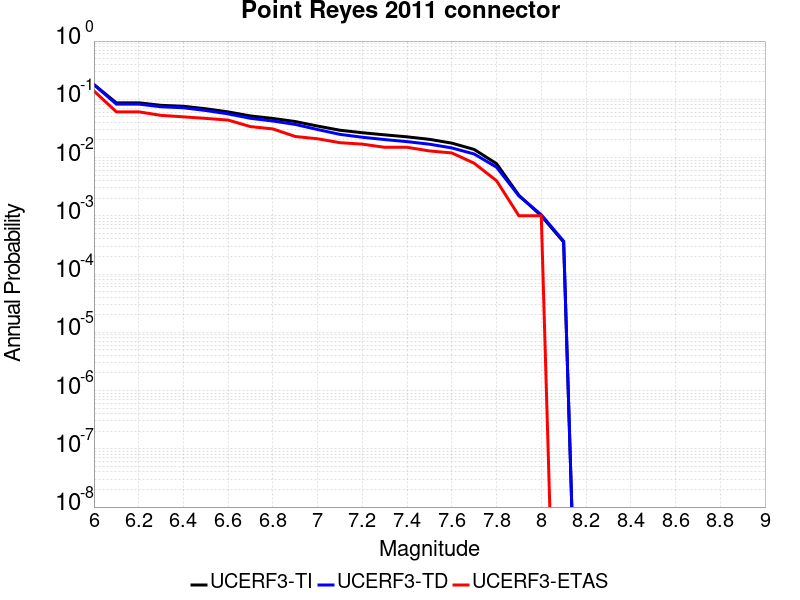 Point Reyes 2011 connector
Annual Probability
10^0
10^-1
10^-2
10^-3
10^-4
10^-5
10^-6
10^-7
10^-8
6 6.2 6.4 6.6 6.8 7 7.2 7.4 7.6 7.8 8 8.2 8.4 8.6 8.8 9
Magnitude
UCERF3-TI UCERF3-TD UCERF3-ETAS